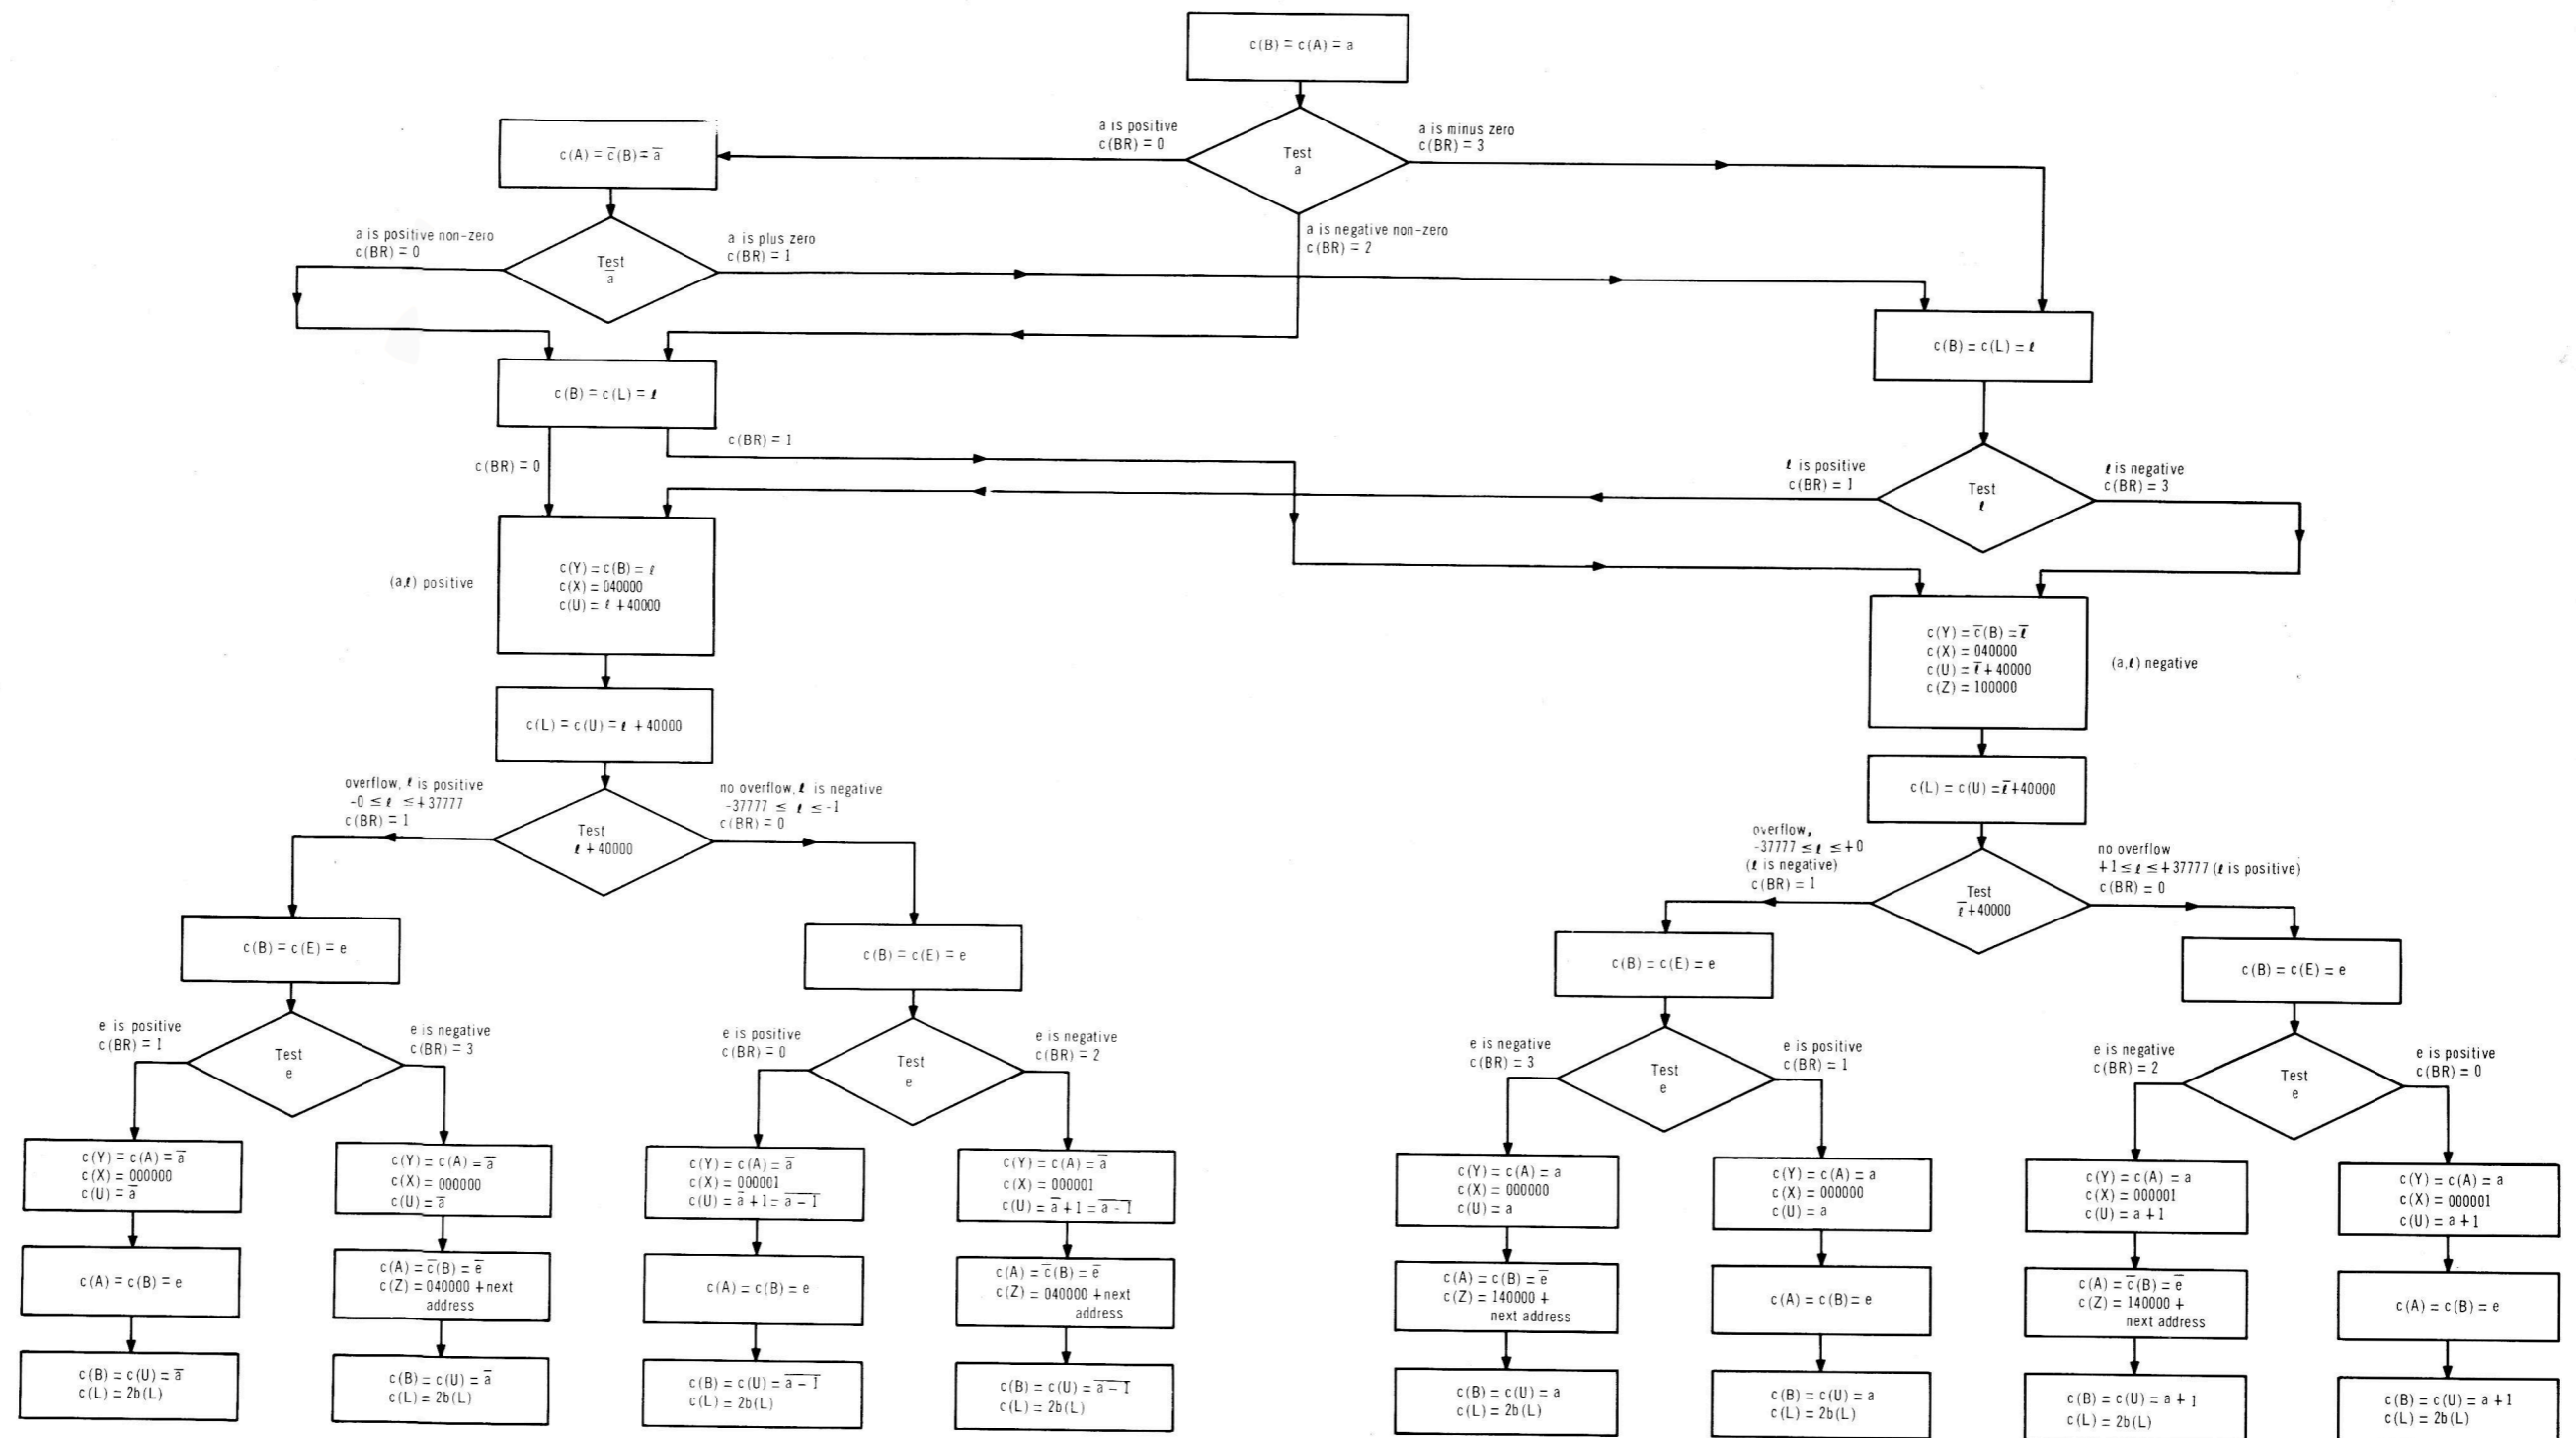 c(B) = c(A) = a
a is positive
c(BR) = 0
Test
a
a is minus zero
c(BR) = 3
c(A) = c̅(B) = a̅
a is negative non-zero
c(BR) = 2
a is positive non-zero
c(BR) = 0
Test
a̅
a is plus zero
c(BR) = 1
c(B) = c(L) = ℓ
c(B) = c(L) = ℓ
c(BR) = 0
c(BR) = 1
ℓ is positive
c(BR) = 1
Test
ℓ
ℓ is negative
c(BR) = 3
(a,ℓ) positive
c(Y) = c(B) = ℓ
c(X) = 040000
c(U) = ℓ +40000
c(Y) = c̅(B) = ℓ̅
c(X) = 040000
c(U) = ℓ̅ + 40000
c(Z) = 100000
(a,ℓ) negative
c(L) = c(U) = ℓ + 40000
c(L) = c(U) = ℓ̅+40000
overflow, ℓ is positive
-0 ≤ ℓ ≤ +37777
c(BR) = 1
Test
ℓ + 40000
no overflow, ℓ is negative
-37777 ≤ ℓ ≤ -1
c(BR) = 0
overflow,
-37777 ≤ ℓ ≤ +0
(ℓ is negative)
c(BR) = 1
Test
ℓ̅ +40000
no overflow
+1 ≤ ℓ ≤ +37777 (ℓ is positive)
c(BR) = 0
c(B) = c(E) = e
c(B) = c(E) = e
c(B) = c(E) = e
c(B) = c(E) = e
e is positive
c(BR) = 1
Test
e
e is negative
c(BR) = 3
e is positive
c(BR) = 0
Test
e
e is negative
c(BR) = 2
e is negative
c(BR) = 3
Test
e
e is positive
c(BR) = 1
e is negative
c(BR) = 2
Test
e
e is positive
c(BR) = 0
c(Y) = c(A) = a̅
c(X) = 000000
c(U) = a̅
c(Y) = c(A) = a̅
c(X) = 000000
c(U) = a̅
c(Y) = c(A) = a̅
c(X) = 000001
c(U) = a̅ + 1 = a̅ ̅-̅ ̅1̅
c(Y) = c(A) = a̅
c(X) = 000001
c(U) = a̅ + 1 = a̅ ̅-̅ ̅1̅
c(Y) = c(A) = a
c(X) = 000000
c(U) = a
c(Y) = c(A) = a
c(X) = 000000
c(U) = a
c(Y) = c(A) = a
c(X) = 000001
c(U) = a + 1
c(Y) = c(A) = a
c(X) = 000001
c(U) = a + 1
c(A) = c(B) = e
c(A) = c̅(B) = e̅
c(Z) = 040000 + next
address
c(A) = c(B) = e
c(A) = c̅(B) = e̅
c(Z) = 040000 + next
address
c(A) = c(B) = e̅
c(Z) = 140000 +
next address
c(A) = c(B) = e
c(A) = c̅(B) = e̅
c(Z) = 140000 +
next address
c(A) = c(B) = e
c(B) = c(U) = a̅
c(L) = 2b(L)
c(B) = c(U) = a̅
c(L) = 2b(L)
c(B) = c(U) = a̅ ̅-̅ ̅1̅
c(L) = 2b(L)
c(B) = c(U) = a̅ ̅-̅ ̅1̅
c(L) = 2b(L)
c(B) = c(U) = a
c(L) = 2b(L)
c(B) = c(U) = a
c(L) = 2b(L)
c(B) = c(U) = a + 1
c(L) = 2b(L)
c(B) = c(U) = a + 1
c(L) = 2b(L)